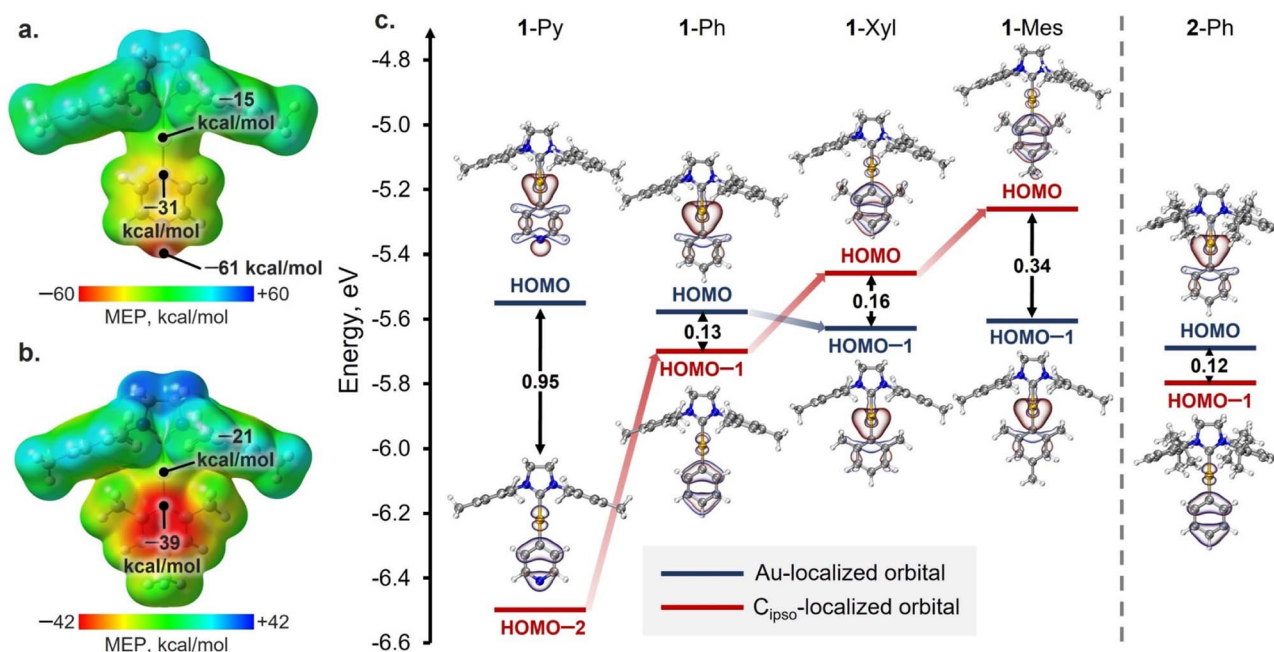 a.
−15
kcal/mol
−31
kcal/mol
−61 kcal/mol
−60
+60
MEP, kcal/mol
b.
−21
kcal/mol
−39
kcal/mol
−42
+42
MEP, kcal/mol
c.
1-Py
1-Ph
1-Xyl
1-Mes
2-Ph
Energy, eV
-4.8
-5.0
-5.2
-5.4
-5.6
-5.8
-6.0
-6.2
-6.4
-6.6
HOMO
0.95
HOMO−2
HOMO
0.13
HOMO−1
HOMO
0.16
HOMO−1
HOMO
0.34
HOMO−1
HOMO
0.12
HOMO−1
Au-localized orbital
Cipso-localized orbital